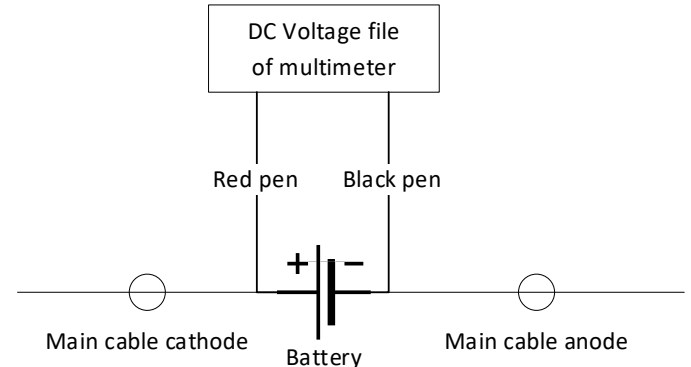 DC Voltage file
of multimeter
Red pen
Black pen
+ −
Main cable cathode
Battery
Main cable anode